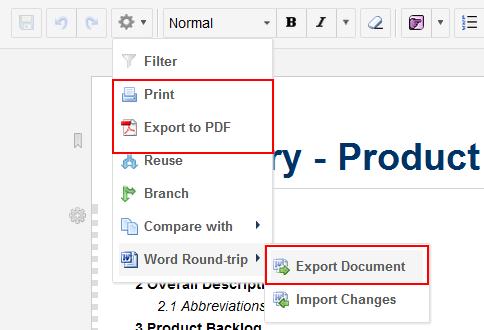 Normal B I
Filter
Print
Export to PDF
ry - Product
Reuse
Branch
Compare with
Word Round-trip
Export Document
2 Overall Descripti
Import Changes
2.1 Abbreviations
3 Product Backlog